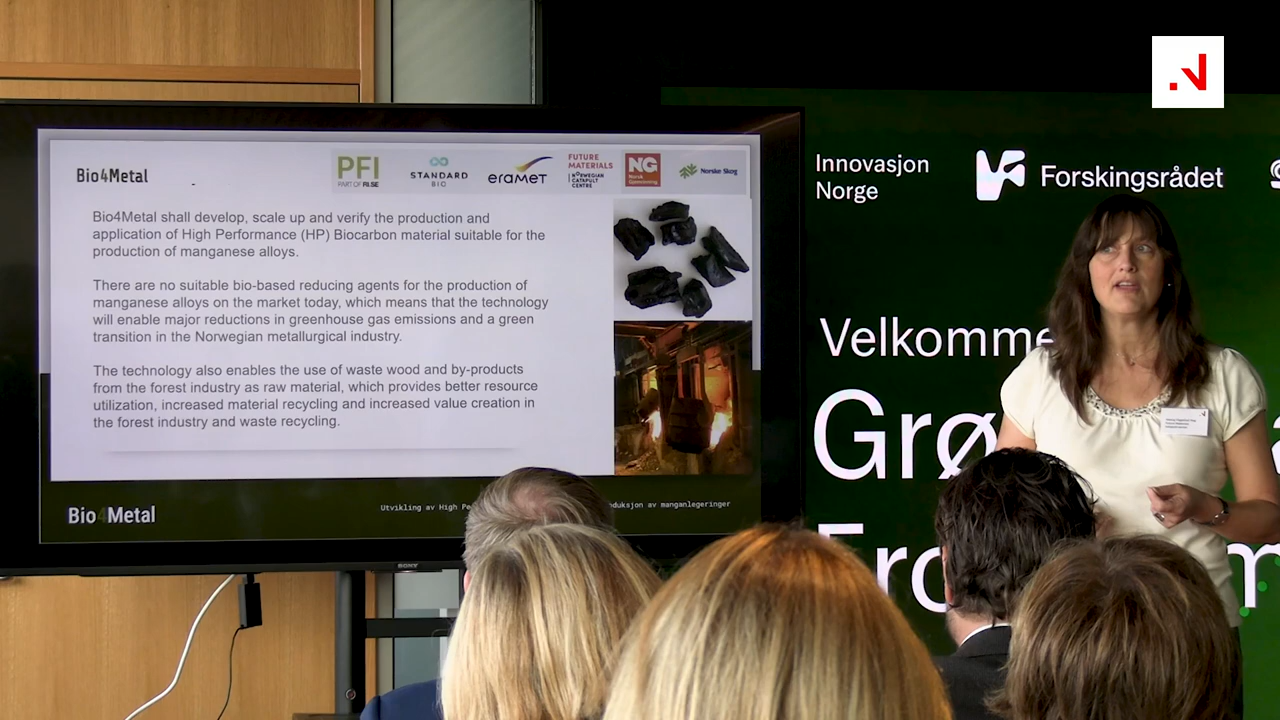 Bio4Metal
PFI
PART OF RISE
STANDARD
BIO
eraMeT
FUTURE
MATERIALS
NORWEGIAN
CATAPULT
CENTRE
NG
Norsk
Gjenvinning
Norske Skog
Bio4Metal shall develop, scale up and verify the production and
application of High Performance (HP) Biocarbon material suitable for the
production of manganese alloys.
There are no suitable bio-based reducing agents for the production of
manganese alloys on the market today, which means that the technology
will enable major reductions in greenhouse gas emissions and a green
transition in the Norwegian metallurgical industry.
The technology also enables the use of waste wood and by-products
from the forest industry as raw material, which provides better resource
utilization, increased material recycling and increased value creation in
the forest industry and waste recycling.
Bio4Metal
Utvikling av High Pe
duksjon av manganlegeringer
SONY
Innovasjon
Norge
Forskingsrådet
Velkomme
Grø
Fro